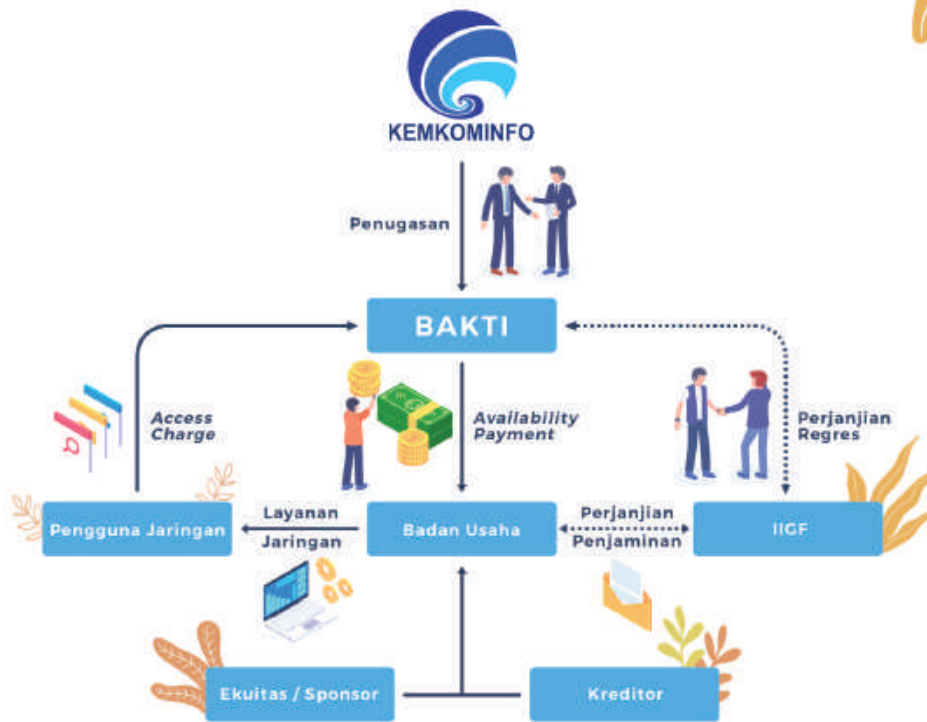 KEMKOMINFO
Penugasan
BAKTI
Access
Charge
Availability
Payment
Perjanjian
Regres
Pengguna Jaringan
Layanan
Jaringan
Badan Usaha
Perjanjian
Penjaminan
IIGF
Ekuitas / Sponsor
Kreditor